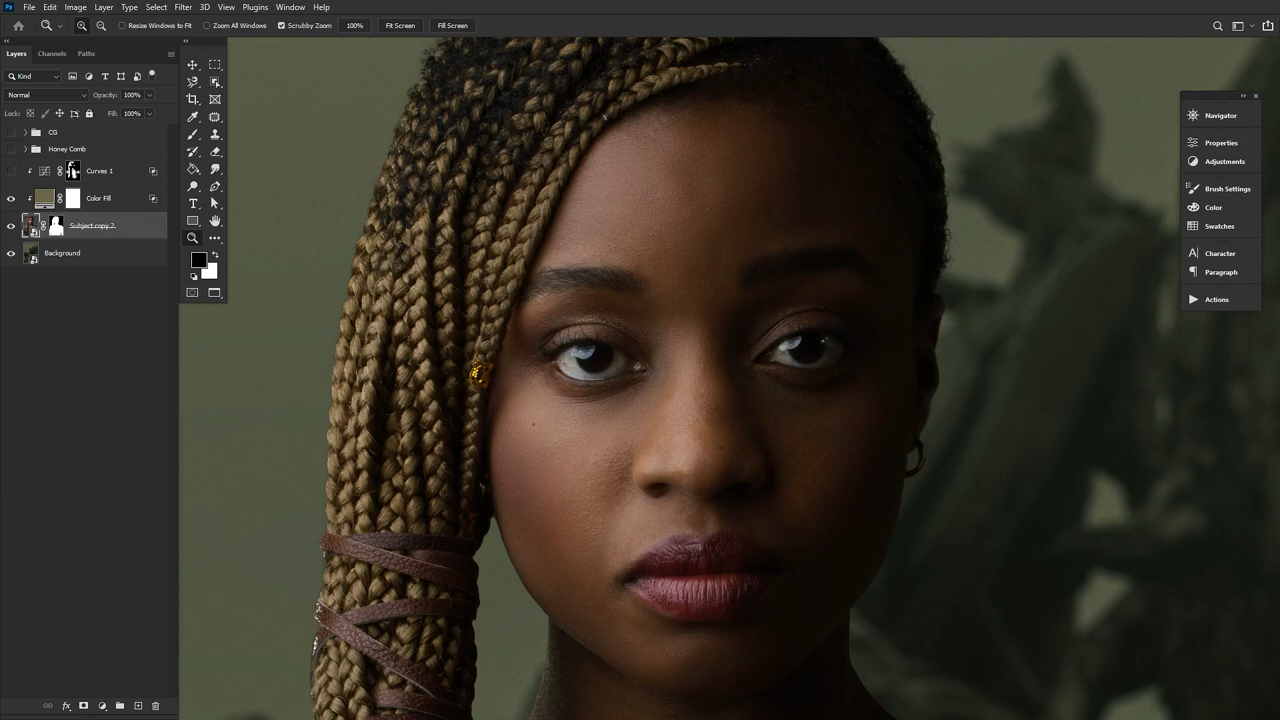 Ps File Edit Image Layer Type Select Filter 3D View Plugins Window Help
Resize Windows to Fit Zoom All Windows Scrubby Zoom 100% Fit Screen Fill Screen
Layers Channels Paths
Kind
Normal Opacity: 100%
Lock: Fill: 100%
CG
Honey Comb
Curves 1
Color Fill
Subject copy 2
Background
fx
Navigator
Properties
Adjustments
Brush Settings
Color
Swatches
Character
Paragraph
Actions